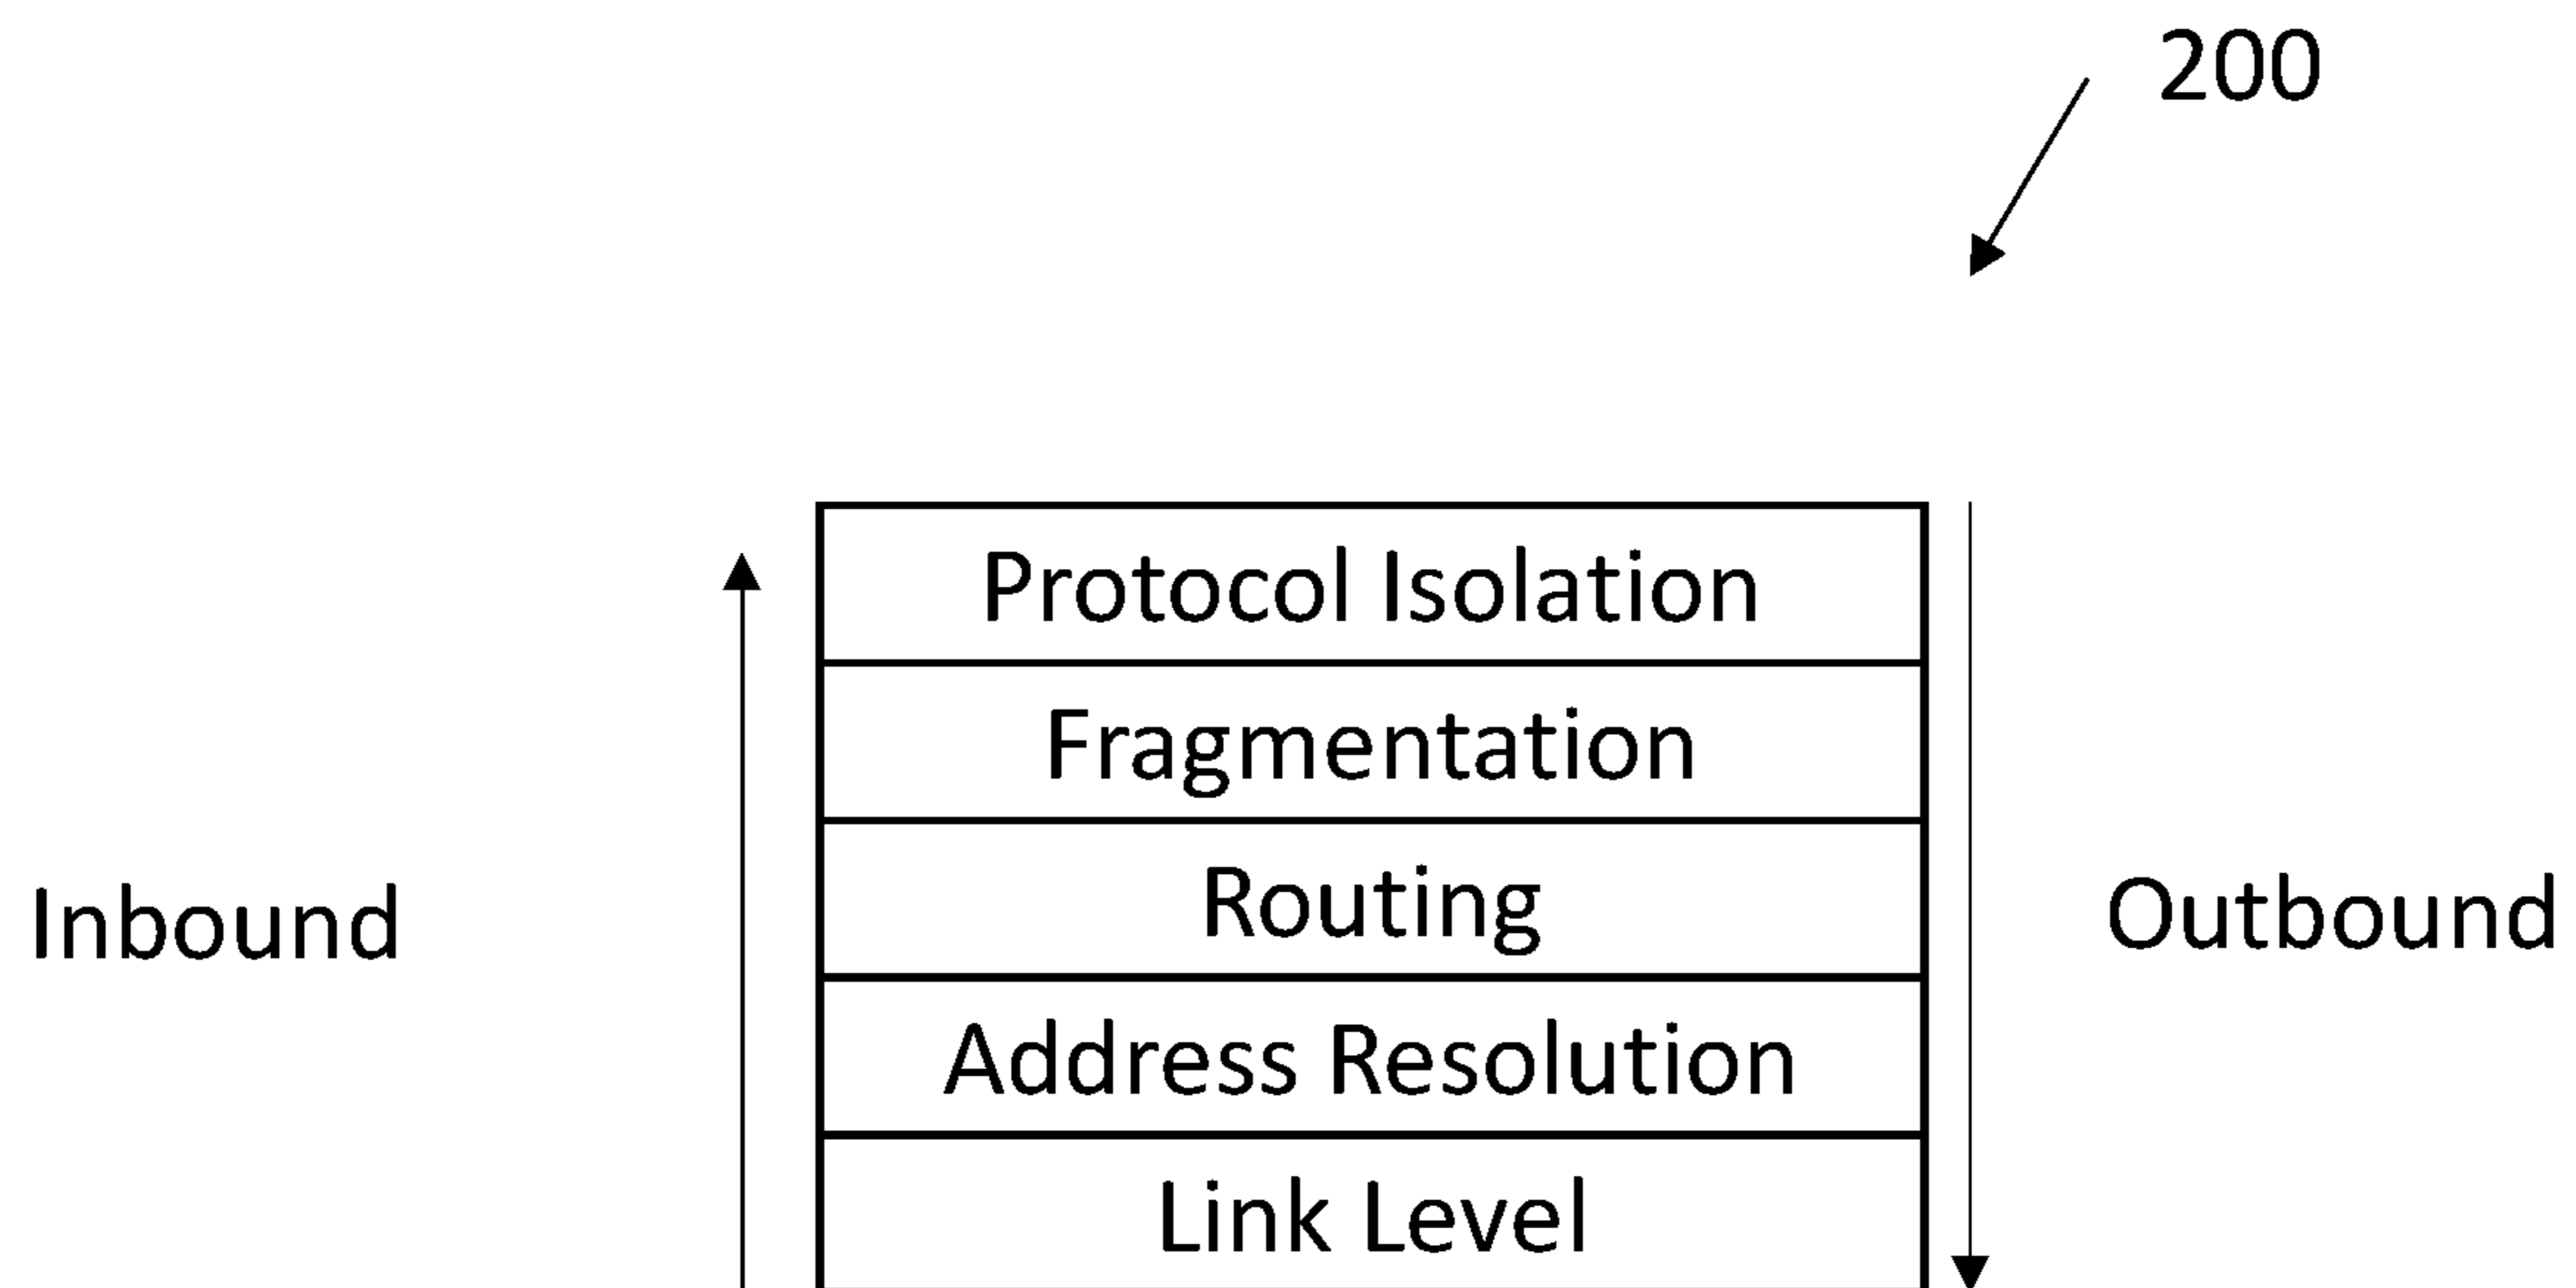 200
Protocol Isolation
Fragmentation
Routing
Inbound
Outbound
Address Resolution
Link Level